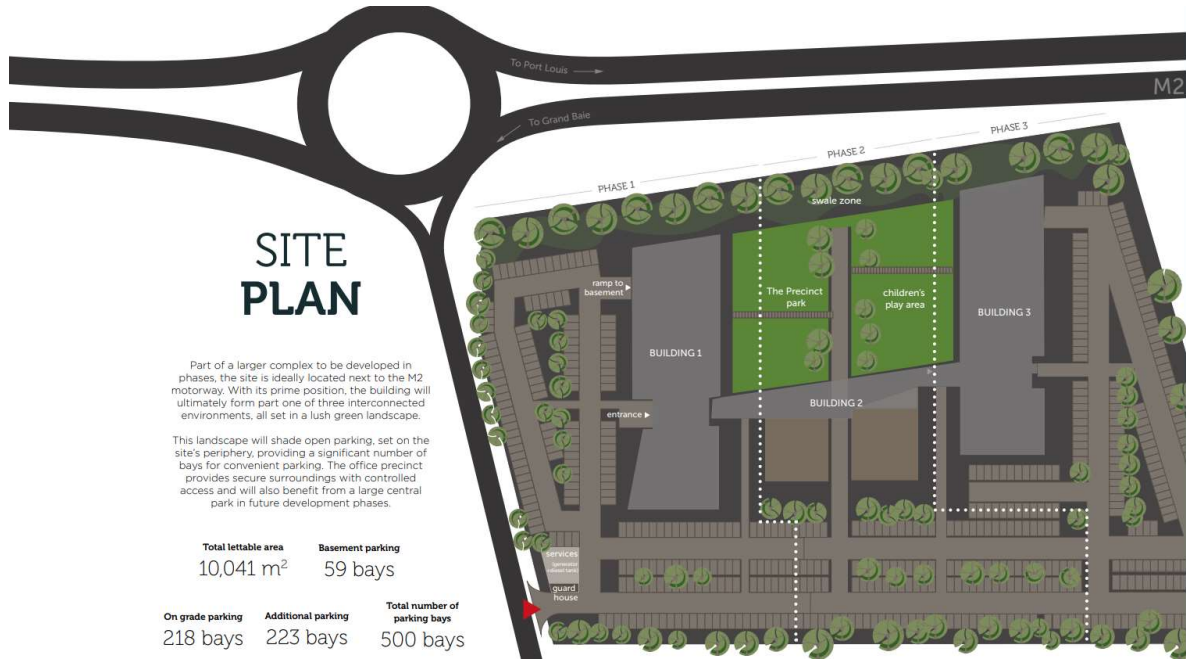 To Port Louis
M2
To Grand Baie
PHASE 3
PHASE 2
PHASE 1
swale zone
SITE
PLAN
ramp to
basement
The Precinct
park
children's
play area
BUILDING 3
BUILDING 1
BUILDING 2
entrance
Part of a larger complex to be developed in
phases, the site is ideally located next to the M2
motorway. With its prime position, the building will
ultimately form part one of three interconnected
environments, all set in a lush green landscape.
This landscape will shade open parking, set on the
site's periphery, providing a significant number of
bays for convenient parking. The office precinct
provides secure surroundings with controlled
access and will also benefit from a large central
park in future development phases.
Total lettable area
10,041 m²
Basement parking
59 bays
On grade parking
218 bays
Additional parking
223 bays
Total number of
parking bays
500 bays
services
guard
house